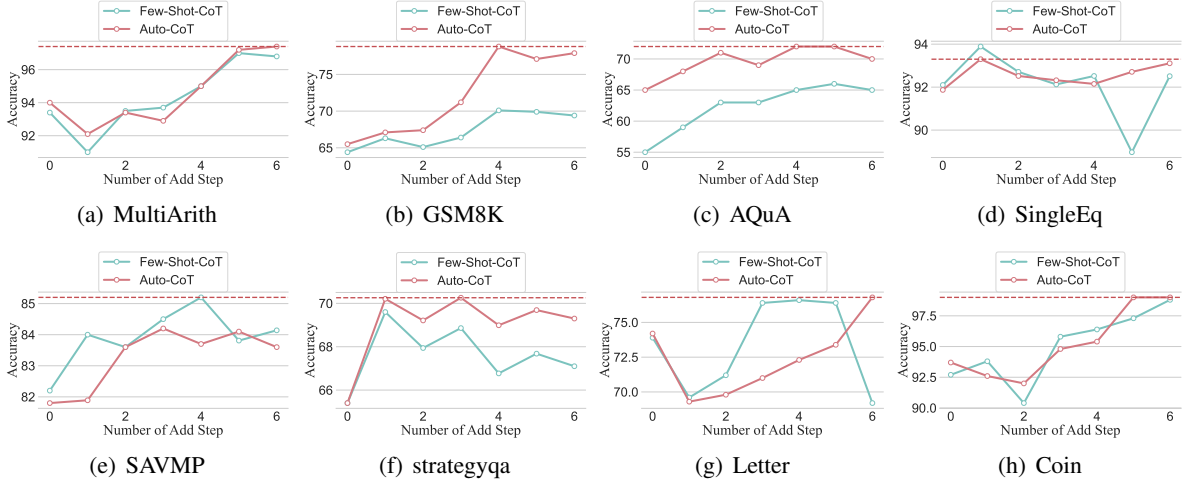 Few-Shot-CoT
Auto-CoT
Accuracy
96
94
92
0 2 4 6
Number of Add Step
(a) MultiArith
Few-Shot-CoT
Auto-CoT
Accuracy
75
70
65
0 2 4 6
Number of Add Step
(b) GSM8K
Few-Shot-CoT
Auto-CoT
Accuracy
70
65
60
55
0 2 4 6
Number of Add Step
(c) AQuA
Few-Shot-CoT
Auto-CoT
Accuracy
94
92
90
0 2 4 6
Number of Add Step
(d) SingleEq
Few-Shot-CoT
Auto-CoT
Accuracy
85
84
83
82
0 2 4 6
Number of Add Step
(e) SAVMP
Few-Shot-CoT
Auto-CoT
Accuracy
70
68
66
0 2 4 6
Number of Add Step
(f) strategyqa
Few-Shot-CoT
Auto-CoT
Accuracy
75.0
72.5
70.0
0 2 4 6
Number of Add Step
(g) Letter
Few-Shot-CoT
Auto-CoT
Accuracy
97.5
95.0
92.5
90.0
0 2 4 6
Number of Add Step
(h) Coin